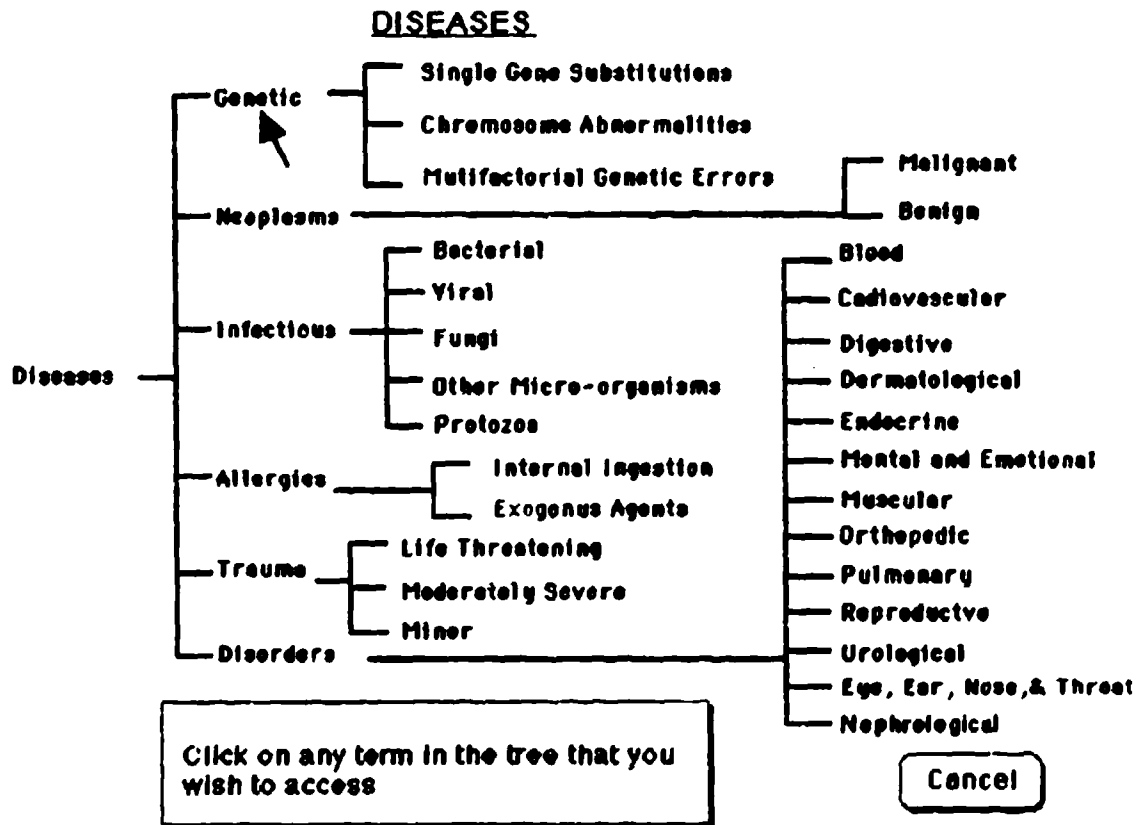 DISEASES
Genetic
Single Gene Substitutions
Chromosome Abnormalities
Mutifactorial Genetic Errors
Neoplasms
Malignant
Benign
Infectious
Bacterial
Viral
Fungi
Other Micro-organisms
Protozoa
Diseases
Allergies
Internal Ingestion
Exogenus Agents
Trauma
Life Threatening
Moderately Severe
Minor
Disorders
Blood
Cadiovascular
Digestive
Dermatological
Endocrine
Mental and Emotional
Muscular
Orthopedic
Pulmonary
Reproductve
Urological
Eye, Ear, Nose,& Throat
Nephrological
Click on any term in the tree that you
wish to access
Cancel